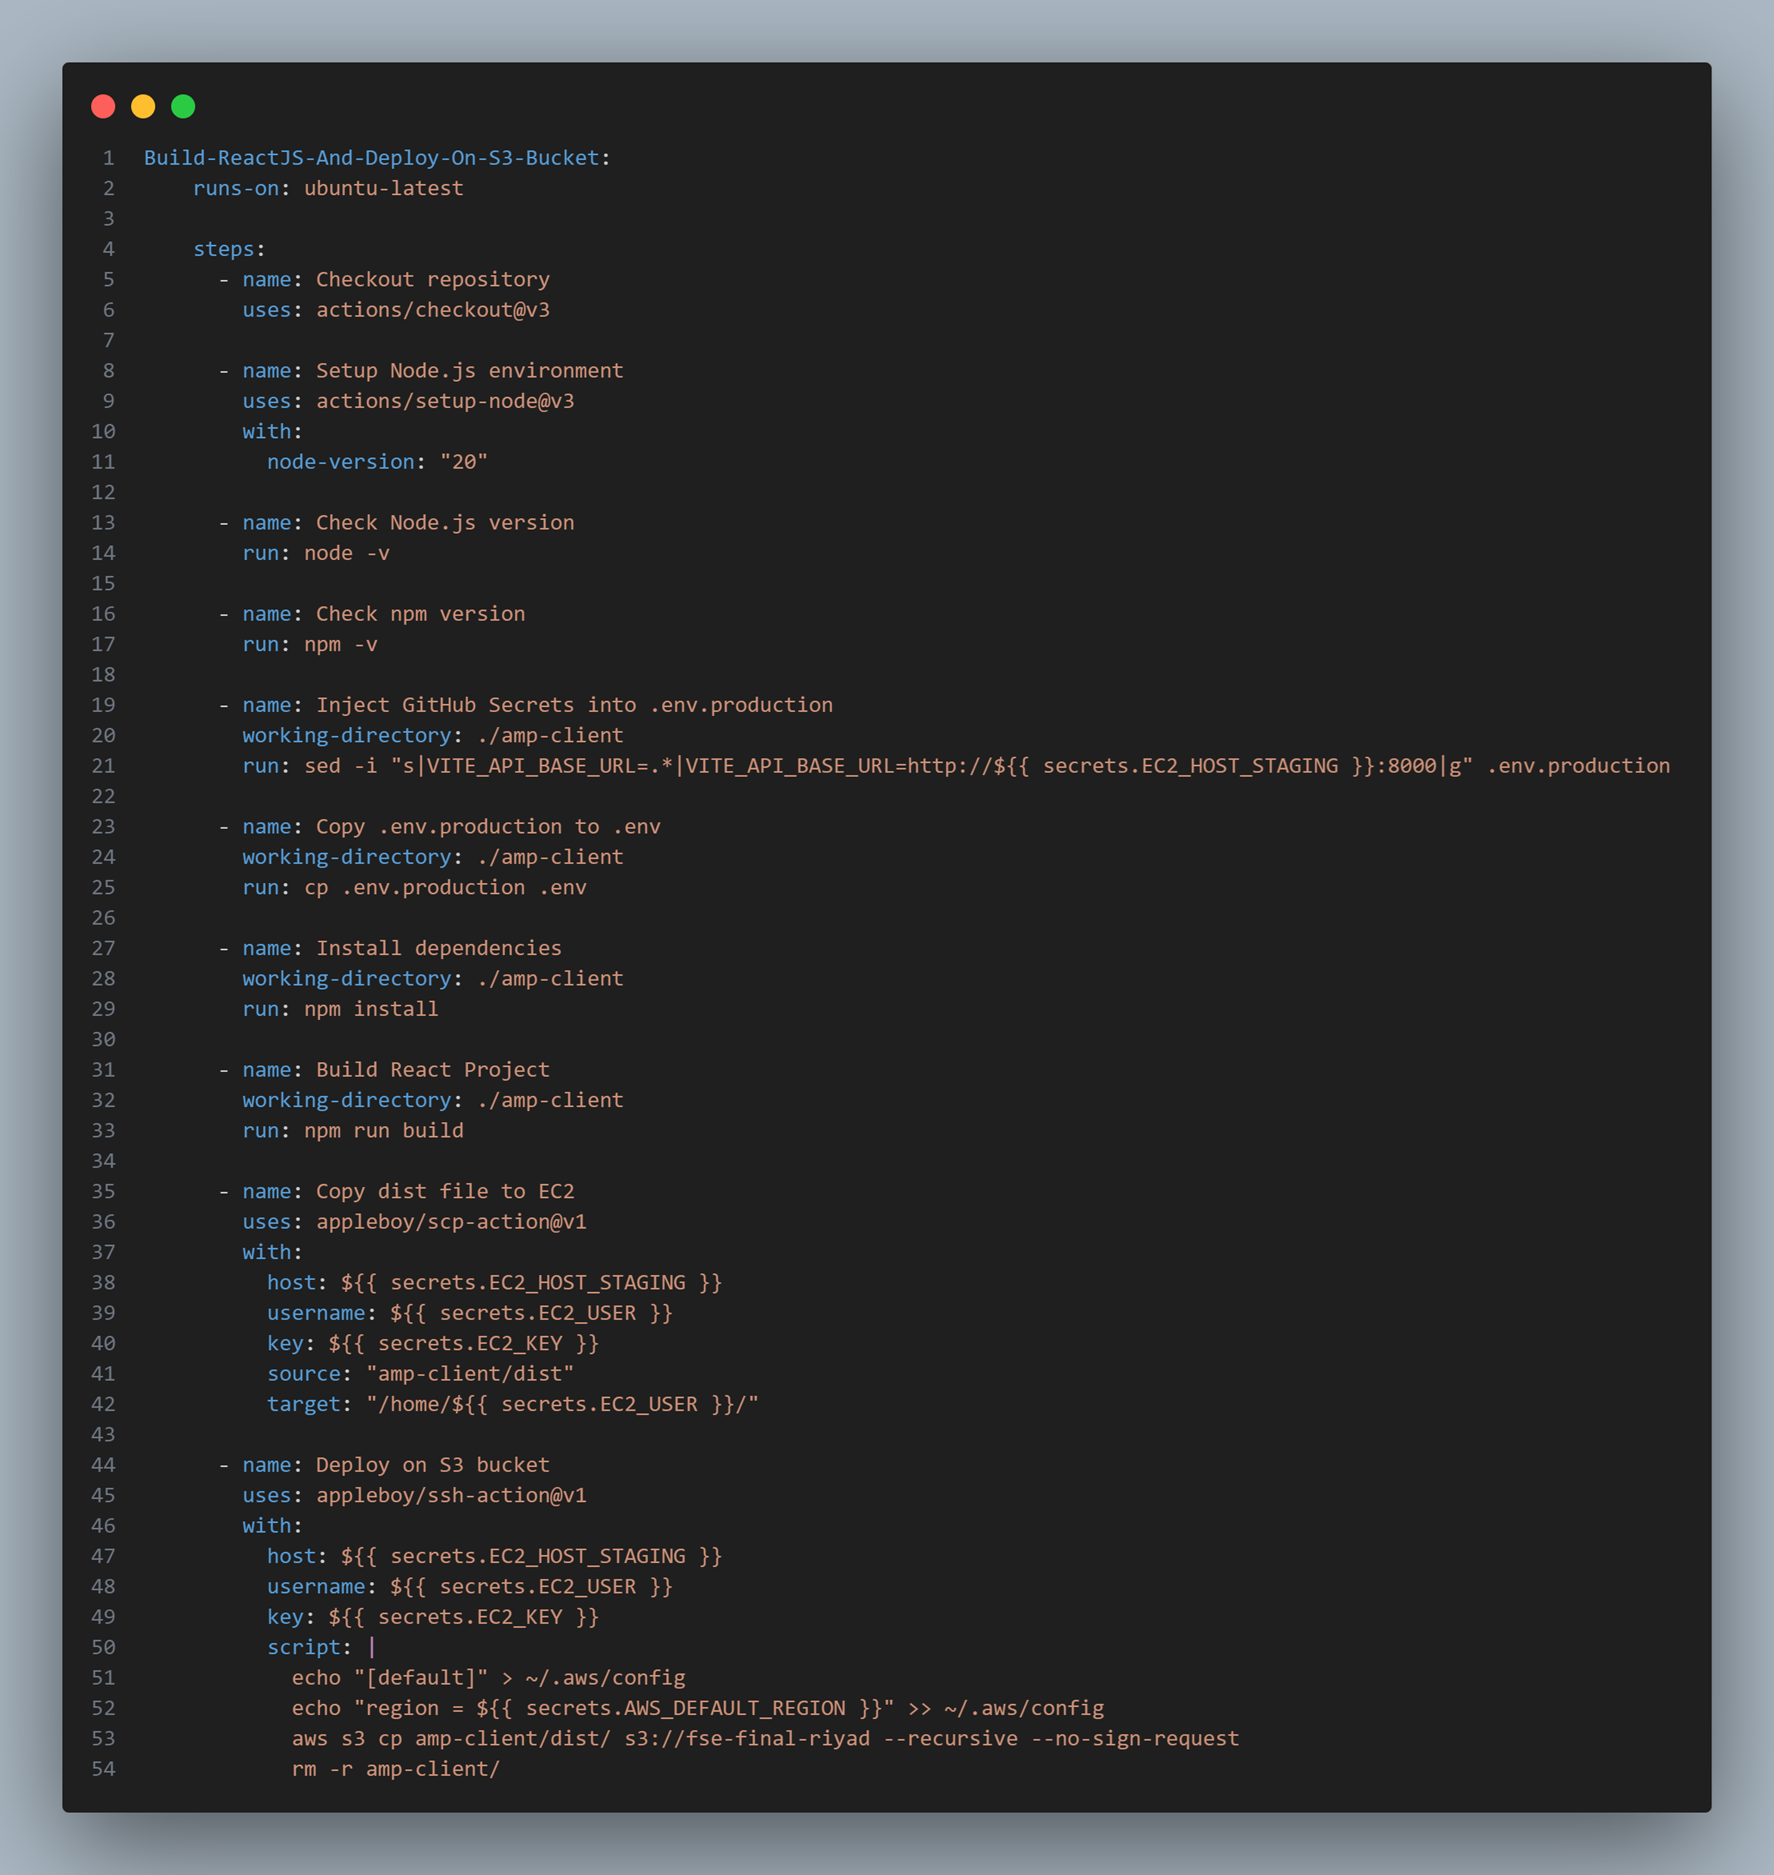 1 Build-ReactJS-And-Deploy-On-S3-Bucket:
2     runs-on: ubuntu-latest
3
4     steps:
5       - name: Checkout repository
6         uses: actions/checkout@v3
7
8       - name: Setup Node.js environment
9         uses: actions/setup-node@v3
10         with:
11           node-version: "20"
12
13       - name: Check Node.js version
14         run: node -v
15
16       - name: Check npm version
17         run: npm -v
18
19       - name: Inject GitHub Secrets into .env.production
20         working-directory: ./amp-client
21         run: sed -i "s|VITE_API_BASE_URL=.*|VITE_API_BASE_URL=http://${{ secrets.EC2_HOST_STAGING }}:8000|g" .env.production
22
23       - name: Copy .env.production to .env
24         working-directory: ./amp-client
25         run: cp .env.production .env
26
27       - name: Install dependencies
28         working-directory: ./amp-client
29         run: npm install
30
31       - name: Build React Project
32         working-directory: ./amp-client
33         run: npm run build
34
35       - name: Copy dist file to EC2
36         uses: appleboy/scp-action@v1
37         with:
38           host: ${{ secrets.EC2_HOST_STAGING }}
39           username: ${{ secrets.EC2_USER }}
40           key: ${{ secrets.EC2_KEY }}
41           source: "amp-client/dist"
42           target: "/home/${{ secrets.EC2_USER }}/"
43
44       - name: Deploy on S3 bucket
45         uses: appleboy/ssh-action@v1
46         with:
47           host: ${{ secrets.EC2_HOST_STAGING }}
48           username: ${{ secrets.EC2_USER }}
49           key: ${{ secrets.EC2_KEY }}
50           script: |
51             echo "[default]" > ~/.aws/config
52             echo "region = ${{ secrets.AWS_DEFAULT_REGION }}" >> ~/.aws/config
53             aws s3 cp amp-client/dist/ s3://fse-final-riyad --recursive --no-sign-request
54             rm -r amp-client/